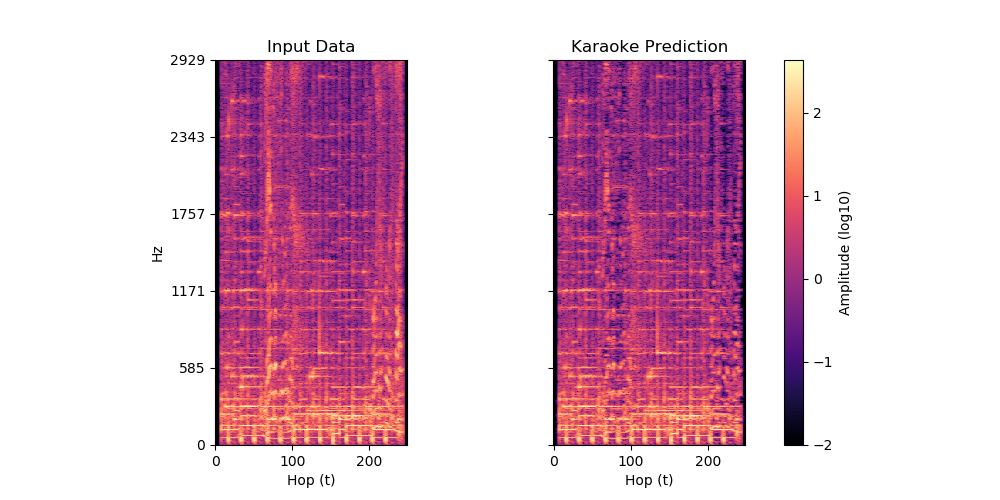 Input Data
Karaoke Prediction
2929
2343
1757
1171
585
0
Hz
0 100 200
Hop (t)
0 100 200
Hop (t)
2
1
0
−1
−2
Amplitude (log10)